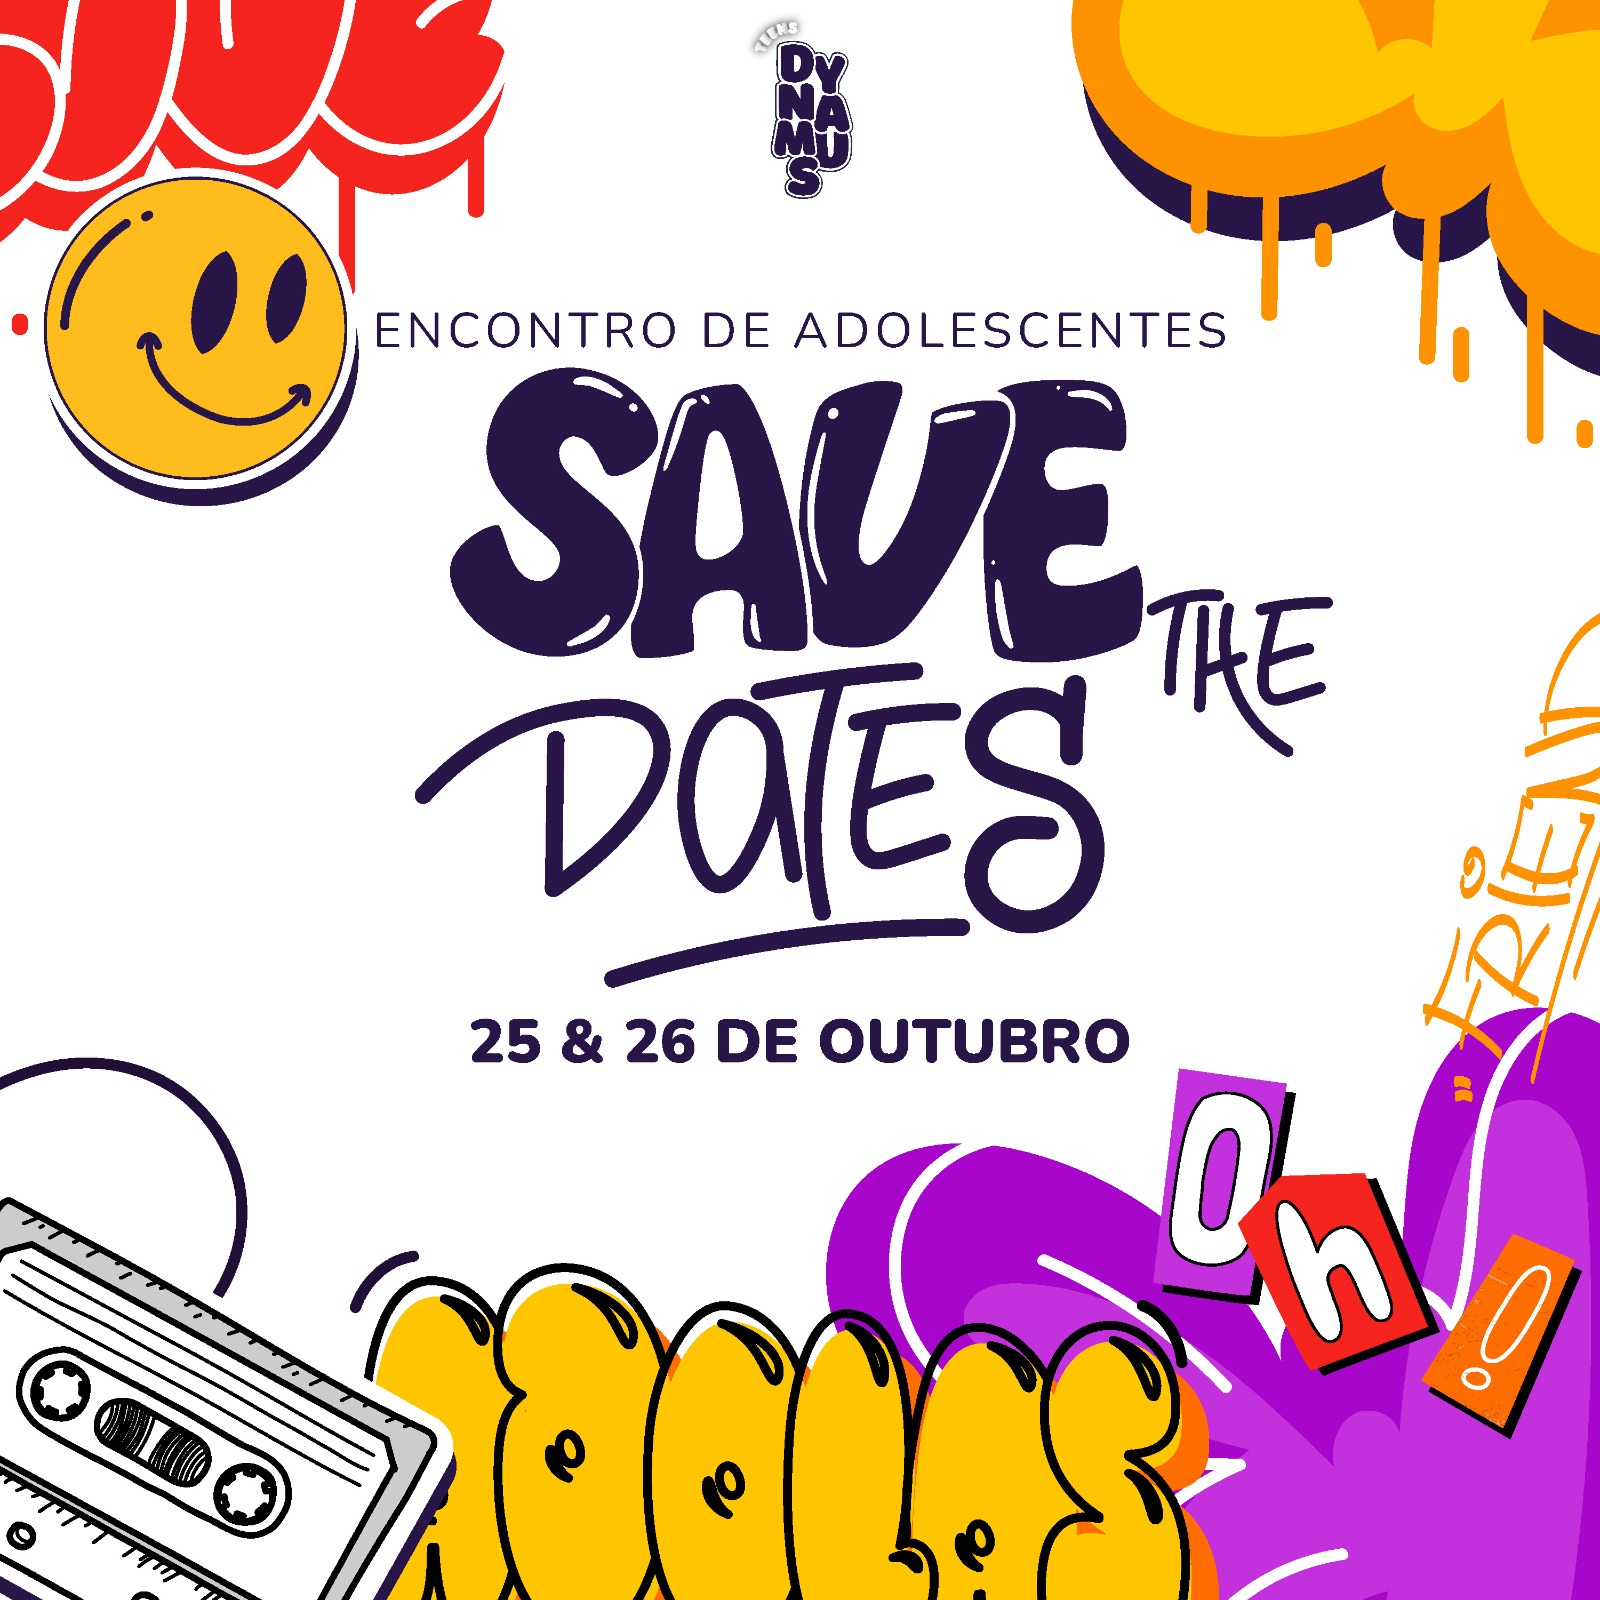 TEENS
DYNAMUS
ENCONTRO DE ADOLESCENTES
SAVE
THE
DATES
25 & 26 DE OUTUBRO
FRIEND
Oh!